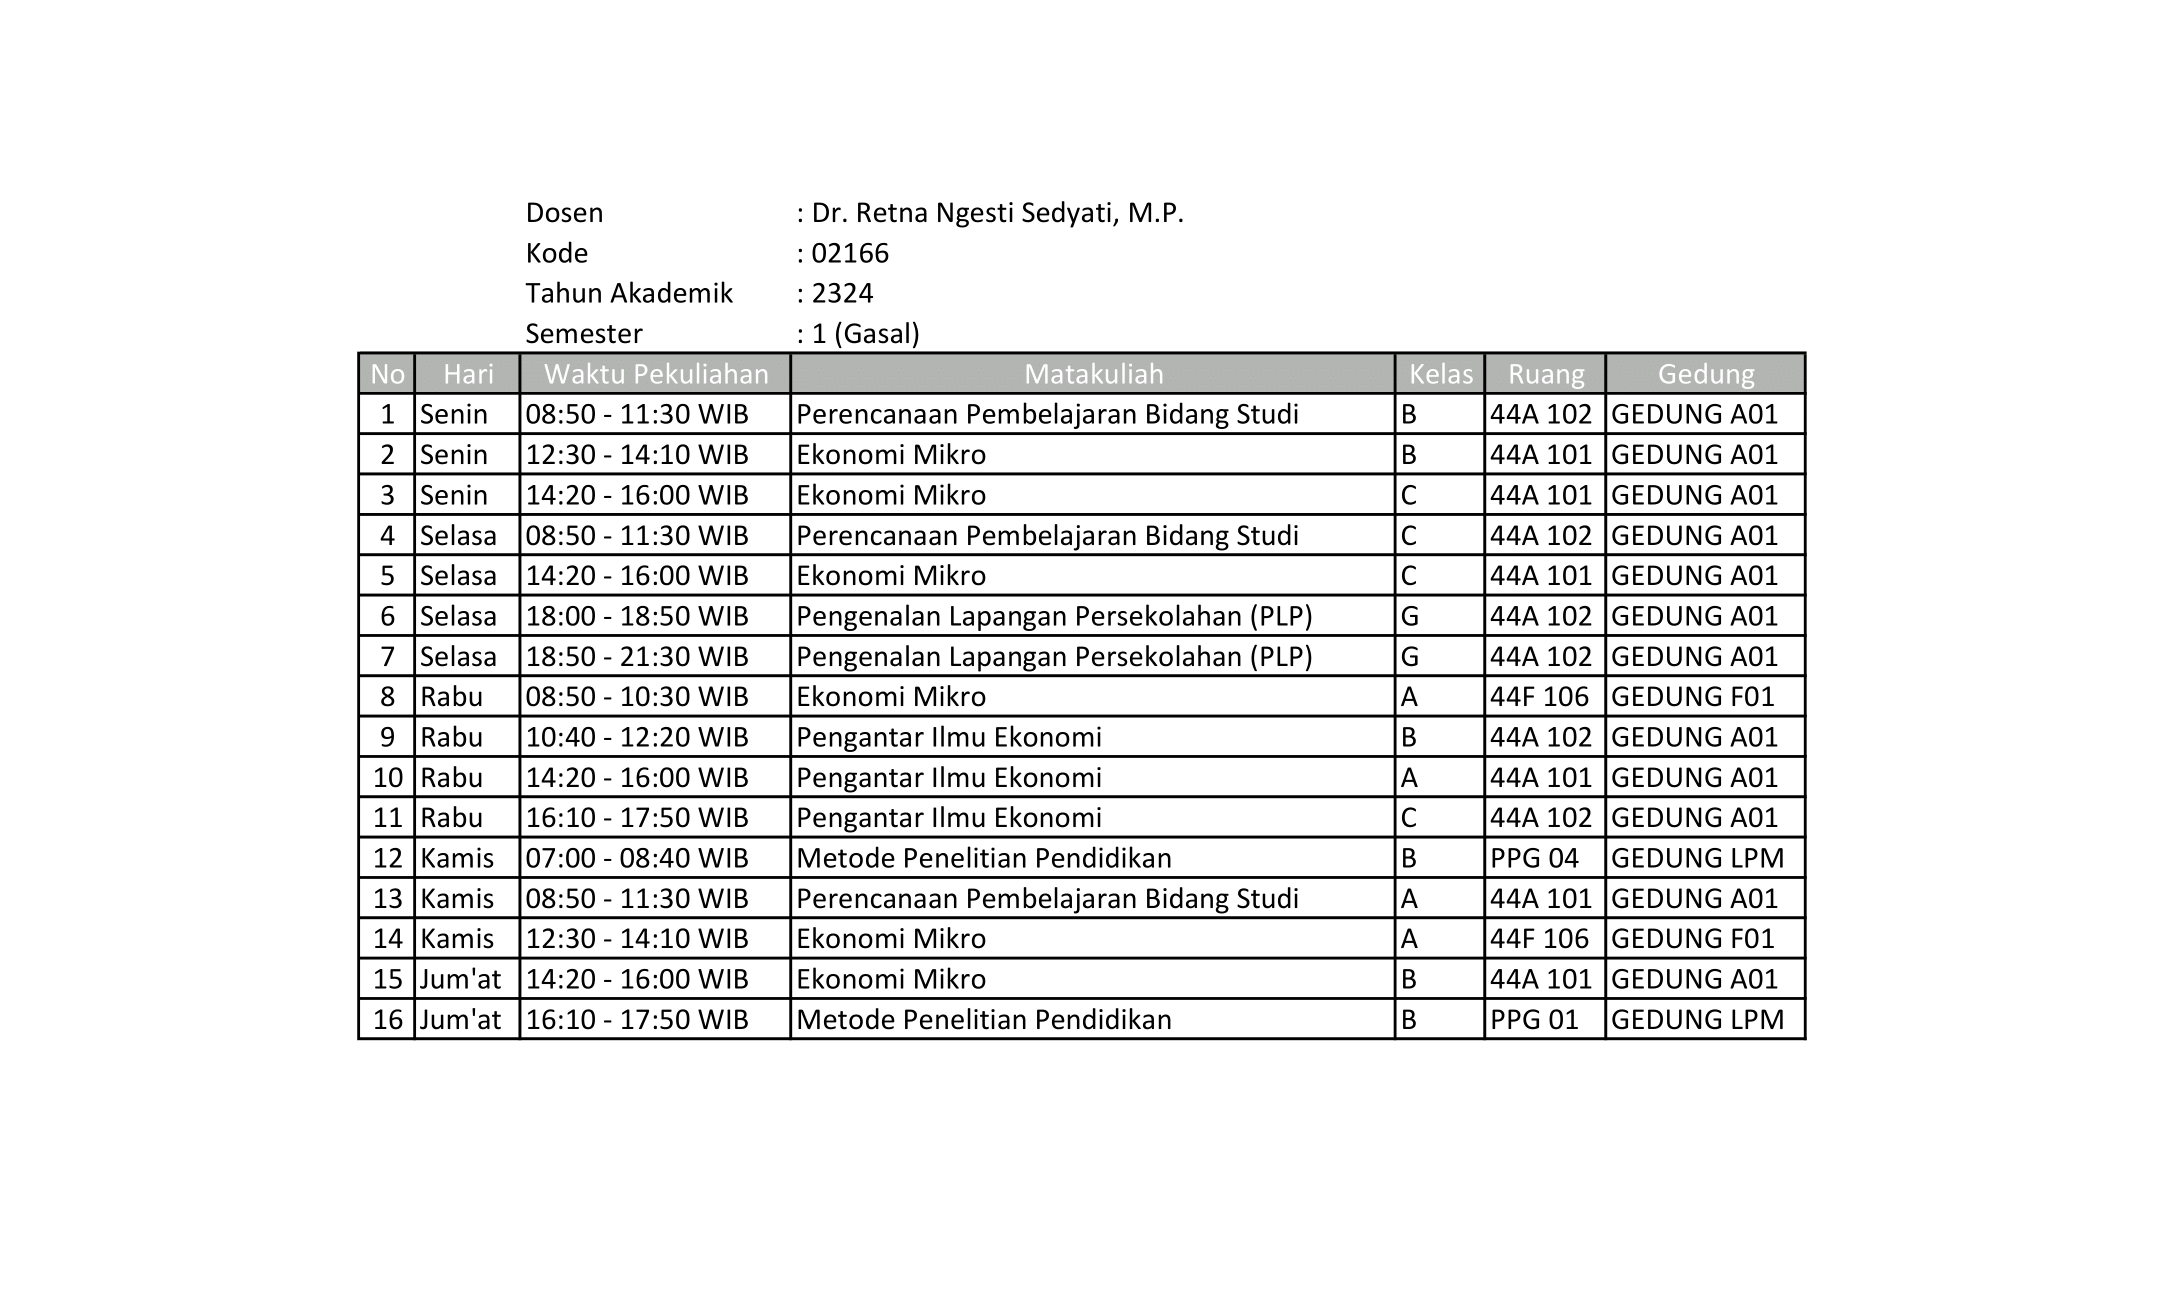 Dosen : Dr. Retna Ngesti Sedyati, M.P.
Kode : 02166
Tahun Akademik : 2324
Semester : 1 (Gasal)
No Hari Waktu Pekuliahan Matakuliah Kelas Ruang Gedung
1 Senin 08:50 - 11:30 WIB Perencanaan Pembelajaran Bidang Studi B 44A 102 GEDUNG A01
2 Senin 12:30 - 14:10 WIB Ekonomi Mikro B 44A 101 GEDUNG A01
3 Senin 14:20 - 16:00 WIB Ekonomi Mikro C 44A 101 GEDUNG A01
4 Selasa 08:50 - 11:30 WIB Perencanaan Pembelajaran Bidang Studi C 44A 102 GEDUNG A01
5 Selasa 14:20 - 16:00 WIB Ekonomi Mikro C 44A 101 GEDUNG A01
6 Selasa 18:00 - 18:50 WIB Pengenalan Lapangan Persekolahan (PLP) G 44A 102 GEDUNG A01
7 Selasa 18:50 - 21:30 WIB Pengenalan Lapangan Persekolahan (PLP) G 44A 102 GEDUNG A01
8 Rabu 08:50 - 10:30 WIB Ekonomi Mikro A 44F 106 GEDUNG F01
9 Rabu 10:40 - 12:20 WIB Pengantar Ilmu Ekonomi B 44A 102 GEDUNG A01
10 Rabu 14:20 - 16:00 WIB Pengantar Ilmu Ekonomi A 44A 101 GEDUNG A01
11 Rabu 16:10 - 17:50 WIB Pengantar Ilmu Ekonomi C 44A 102 GEDUNG A01
12 Kamis 07:00 - 08:40 WIB Metode Penelitian Pendidikan B PPG 04 GEDUNG LPM
13 Kamis 08:50 - 11:30 WIB Perencanaan Pembelajaran Bidang Studi A 44A 101 GEDUNG A01
14 Kamis 12:30 - 14:10 WIB Ekonomi Mikro A 44F 106 GEDUNG F01
15 Jum'at 14:20 - 16:00 WIB Ekonomi Mikro B 44A 101 GEDUNG A01
16 Jum'at 16:10 - 17:50 WIB Metode Penelitian Pendidikan B PPG 01 GEDUNG LPM